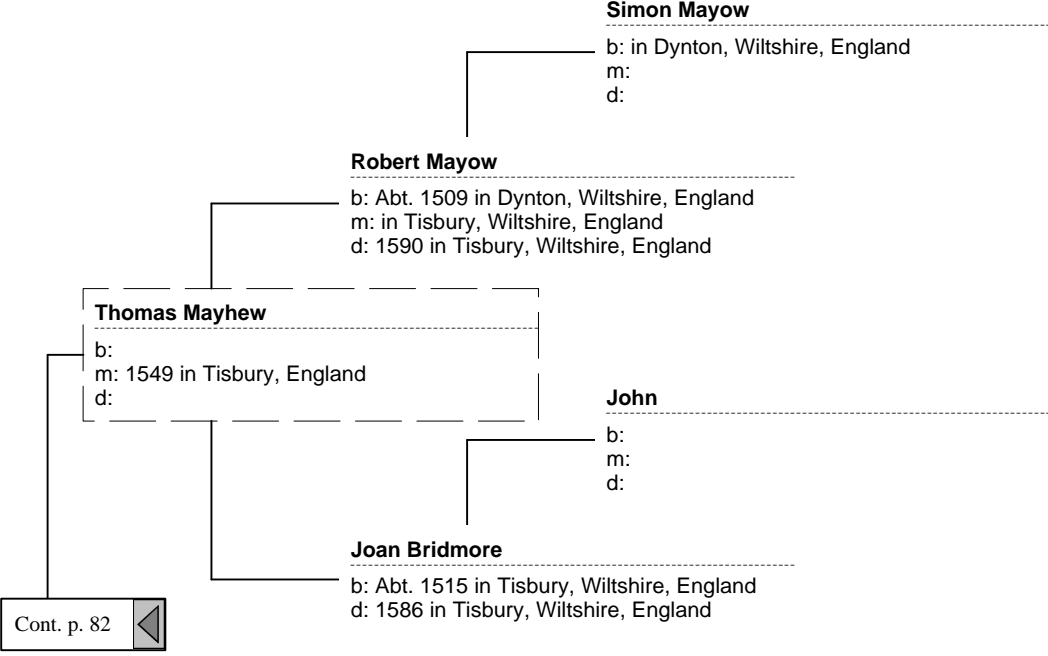 Simon Mayow
b: in Dynton, Wiltshire, England
m:
d:
Robert Mayow
b: Abt. 1509 in Dynton, Wiltshire, England
m: in Tisbury, Wiltshire, England
d: 1590 in Tisbury, Wiltshire, England
Thomas Mayhew
b:
m: 1549 in Tisbury, England
d:
John
b:
m:
d:
Joan Bridmore
b: Abt. 1515 in Tisbury, Wiltshire, England
d: 1586 in Tisbury, Wiltshire, England
Cont. p. 82